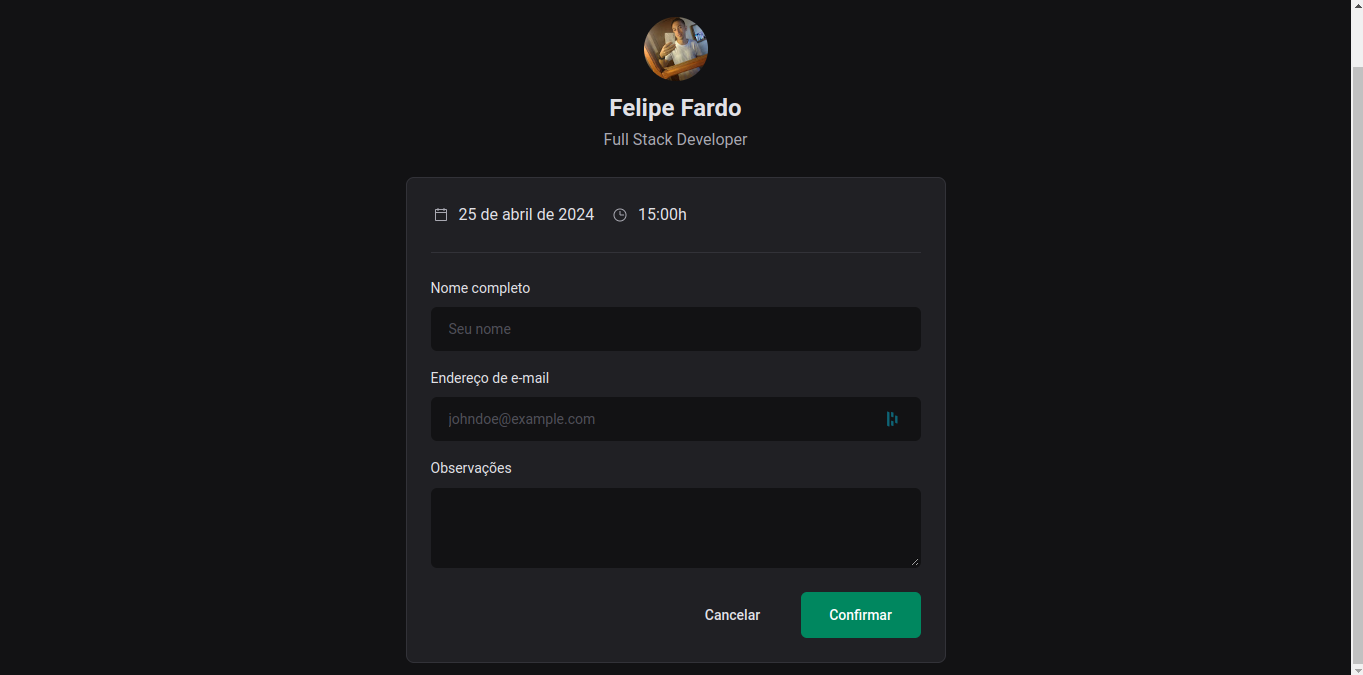 Felipe Fardo
Full Stack Developer
25 de abril de 2024 15:00h
Nome completo
Seu nome
Endereço de e-mail
johndoe@example.com
Observações
Cancelar Confirmar